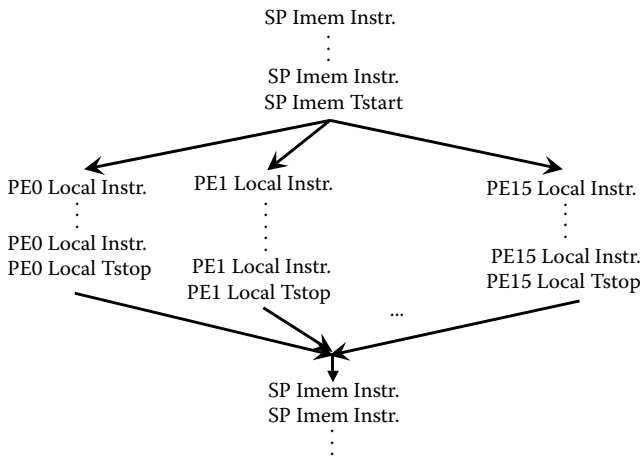 SP Imem Instr.
SP Imem Instr.
SP Imem Tstart
PE0 Local Instr.
PE0 Local Instr.
PE0 Local Tstop
PE1 Local Instr.
PE1 Local Instr.
PE1 Local Tstop
...
PE15 Local Instr.
PE15 Local Instr.
PE15 Local Tstop
SP Imem Instr.
SP Imem Instr.